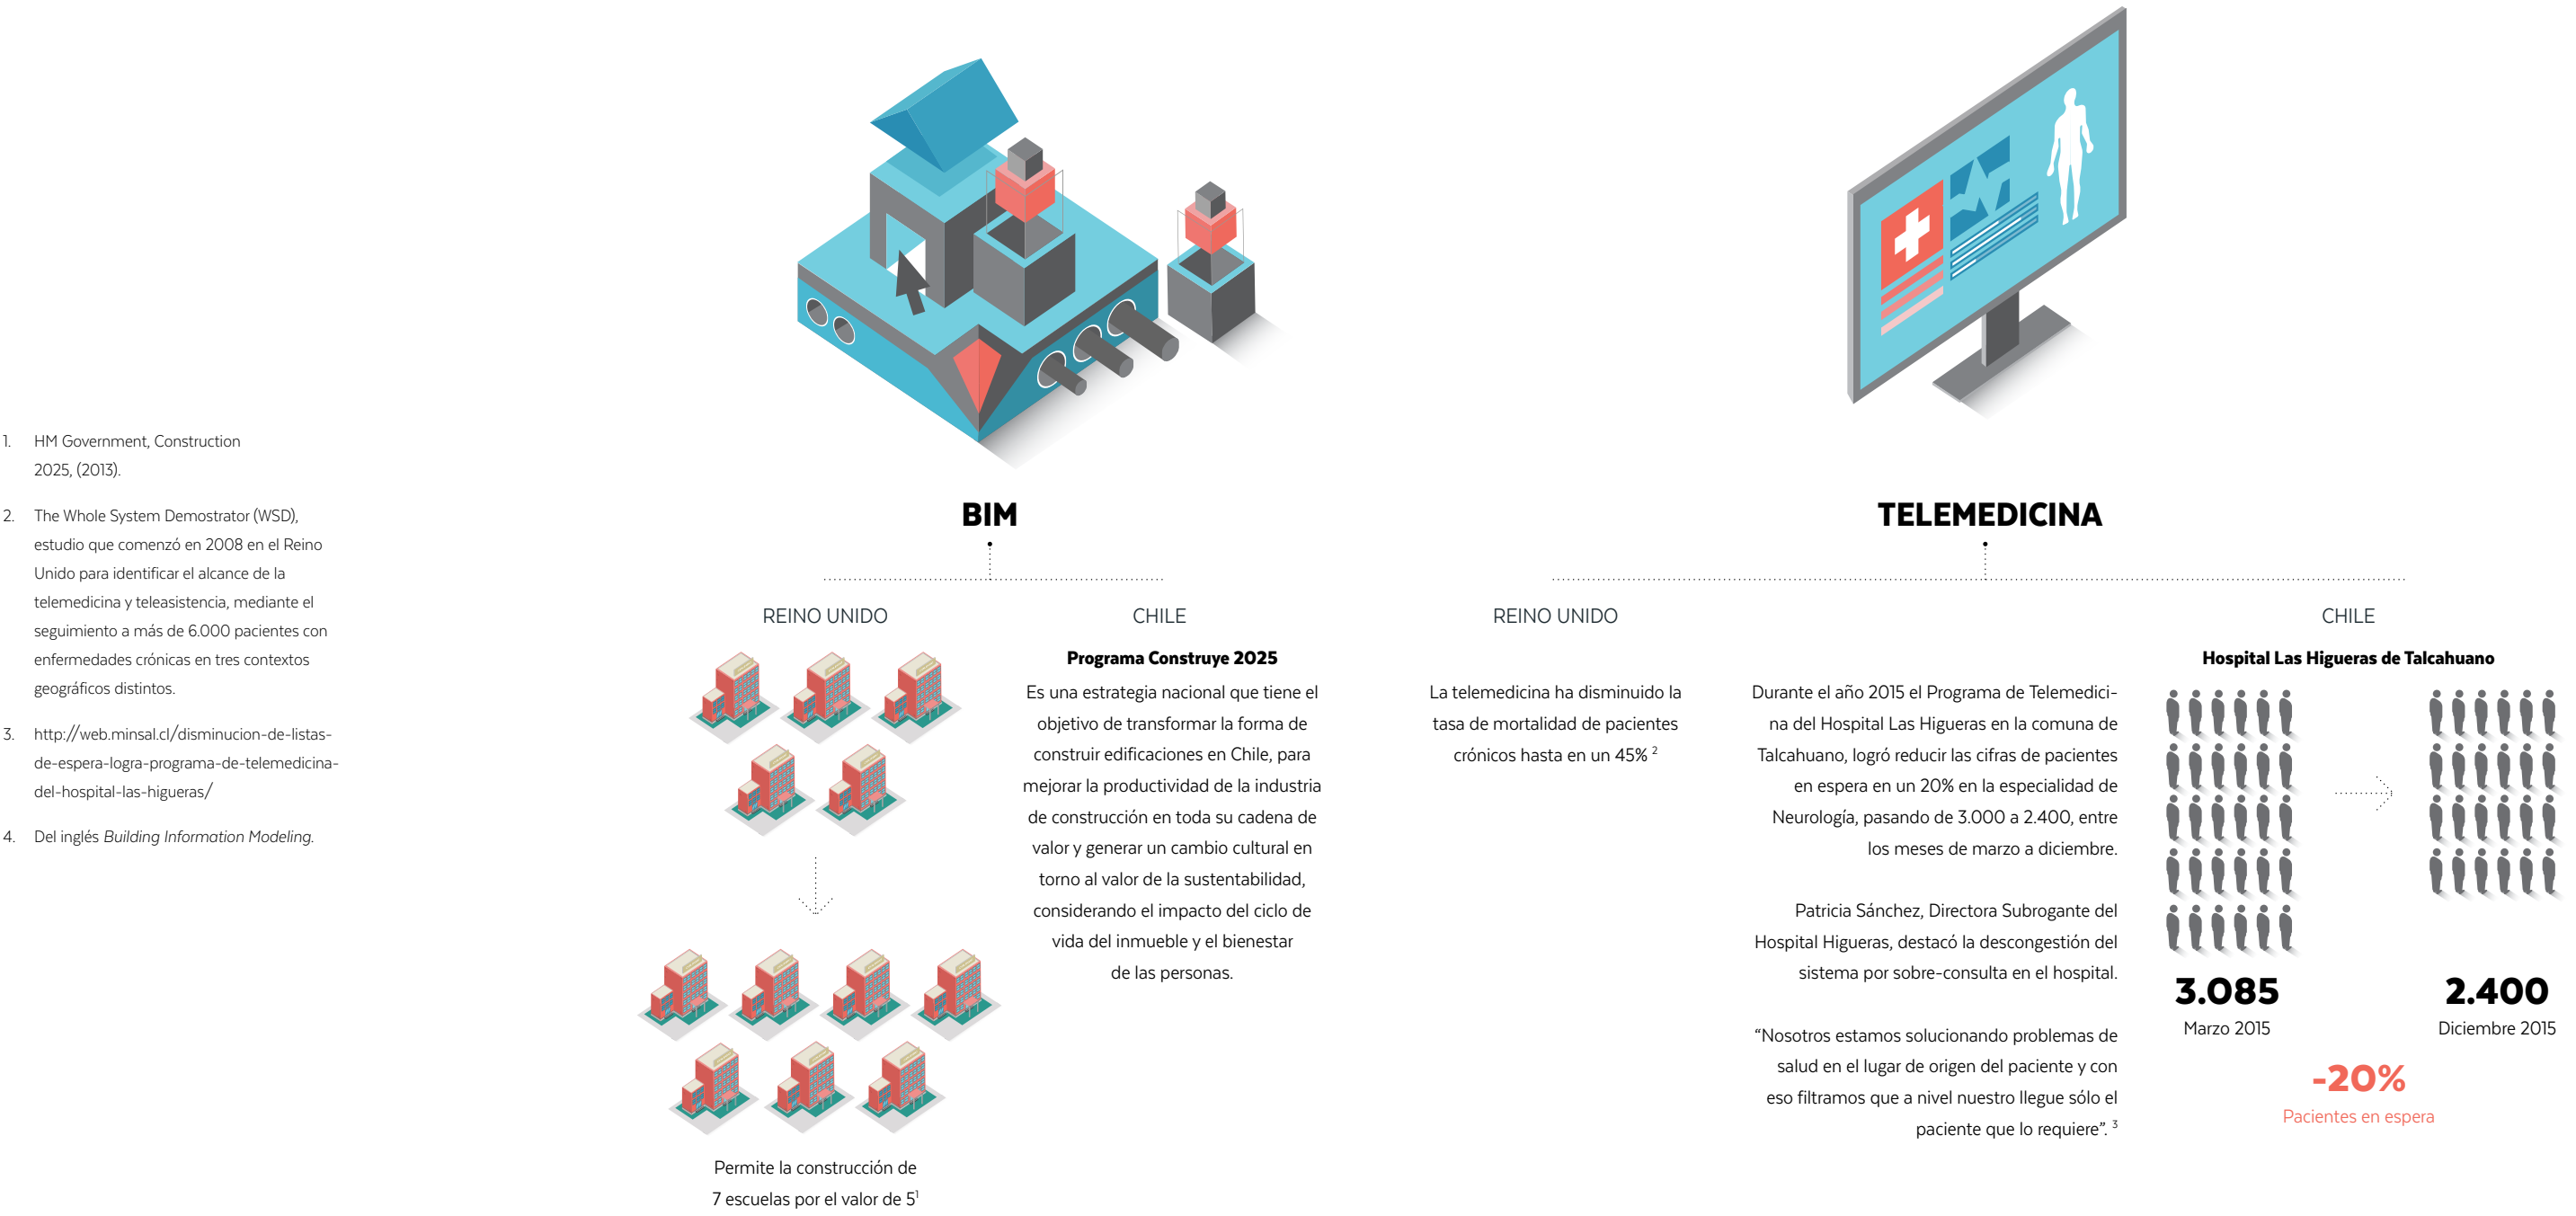 1. HM Government, Construction
2025, (2013).
2. The Whole System Demostrator (WSD),
estudio que comenzó en 2008 en el Reino
Unido para identificar el alcance de la
telemedicina y teleasistencia, mediante el
seguimiento a más de 6.000 pacientes con
enfermedades crónicas en tres contextos
geográficos distintos.
3. http://web.minsal.cl/disminucion-de-listas-
de-espera-logra-programa-de-telemedicina-
del-hospital-las-higueras/
4. Del inglés Building Information Modeling.
BIM
REINO UNIDO
Permite la construcción de
7 escuelas por el valor de 5¹
CHILE
Programa Construye 2025
Es una estrategia nacional que tiene el
objetivo de transformar la forma de
construir edificaciones en Chile, para
mejorar la productividad de la industria
de construcción en toda su cadena de
valor y generar un cambio cultural en
torno al valor de la sustentabilidad,
considerando el impacto del ciclo de
vida del inmueble y el bienestar
de las personas.
TELEMEDICINA
REINO UNIDO
La telemedicina ha disminuido la
tasa de mortalidad de pacientes
crónicos hasta en un 45% ²
CHILE
Hospital Las Higueras de Talcahuano
Durante el año 2015 el Programa de Telemedici-
na del Hospital Las Higueras en la comuna de
Talcahuano, logró reducir las cifras de pacientes
en espera en un 20% en la especialidad de
Neurología, pasando de 3.000 a 2.400, entre
los meses de marzo a diciembre.
Patricia Sánchez, Directora Subrogante del
Hospital Higueras, destacó la descongestión del
sistema por sobre-consulta en el hospital.
“Nosotros estamos solucionando problemas de
salud en el lugar de origen del paciente y con
eso filtramos que a nivel nuestro llegue sólo el
paciente que lo requiere”. ³
3.085
Marzo 2015
2.400
Diciembre 2015
-20%
Pacientes en espera